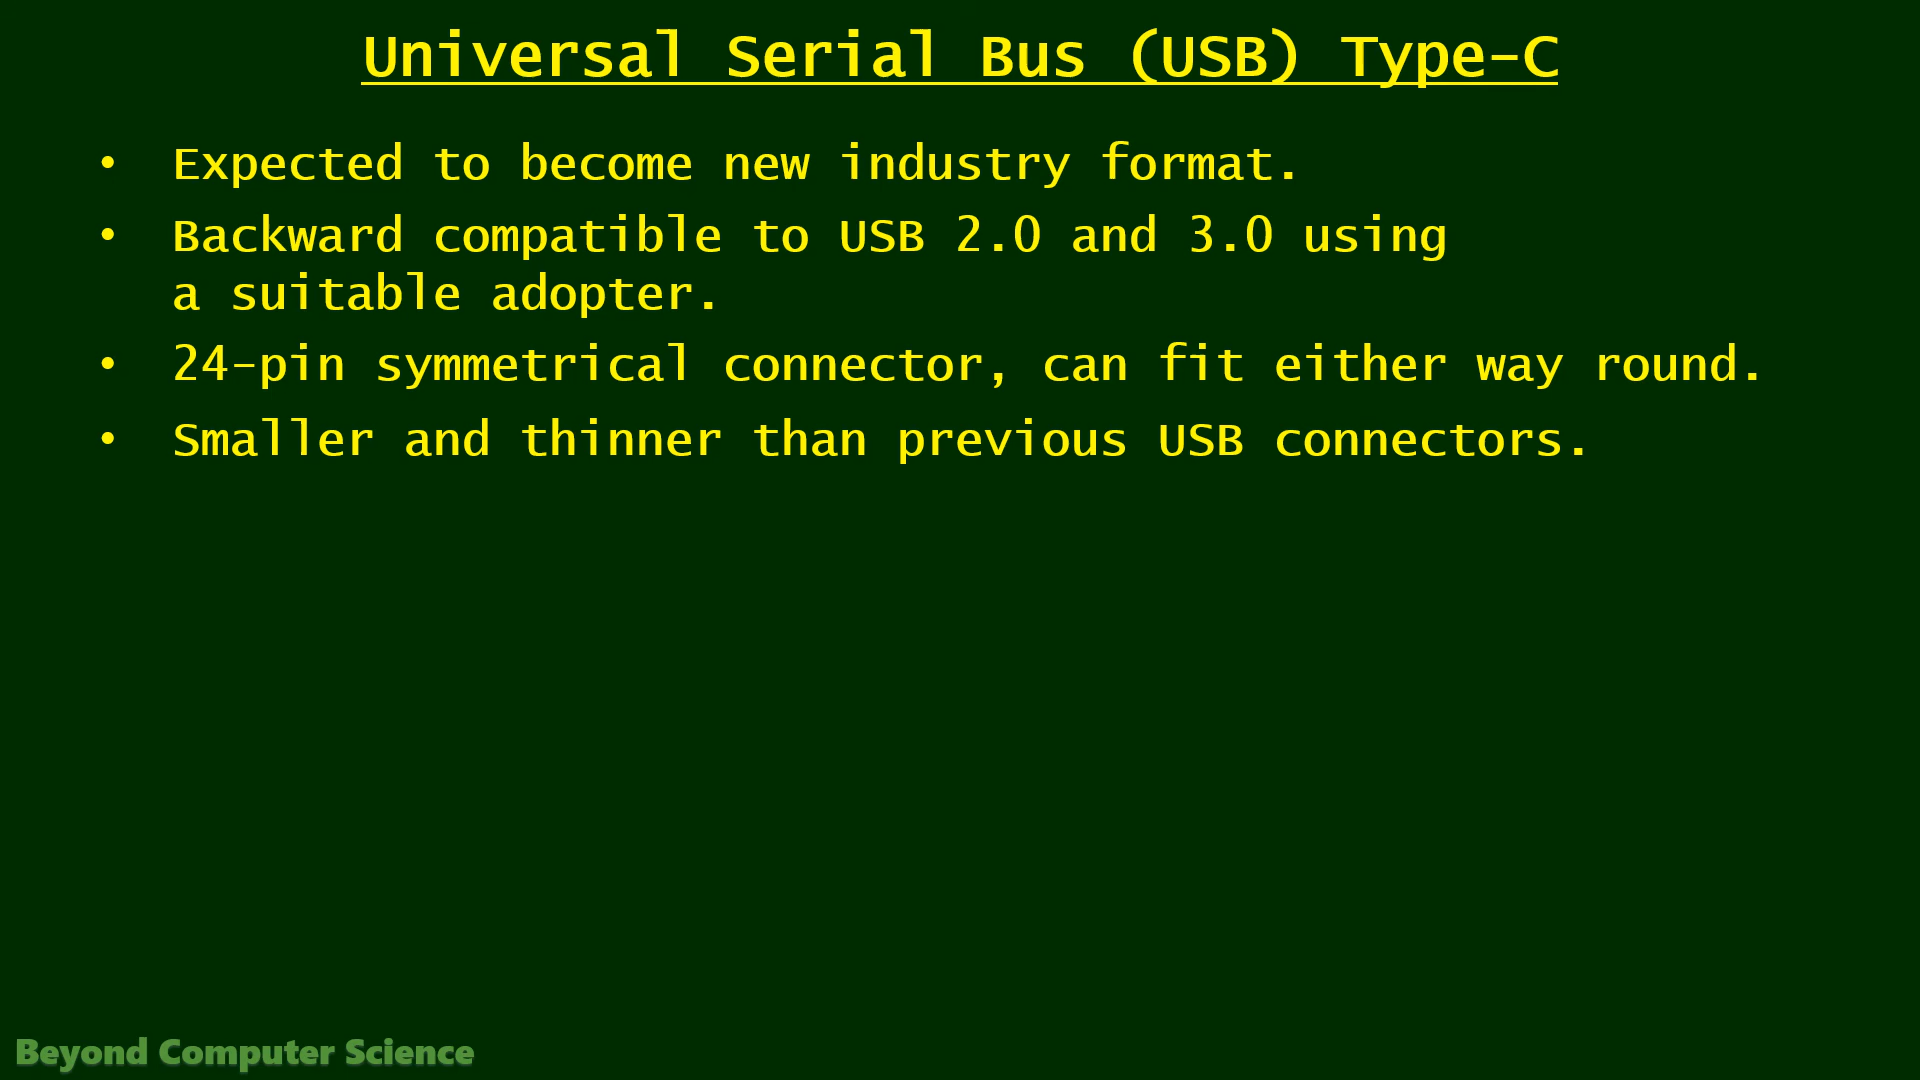 Universal Serial Bus (USB) Type-C
• Expected to become new industry format.
• Backward compatible to USB 2.0 and 3.0 using
a suitable adopter.
• 24-pin symmetrical connector, can fit either way round.
• Smaller and thinner than previous USB connectors.
Beyond Computer Science